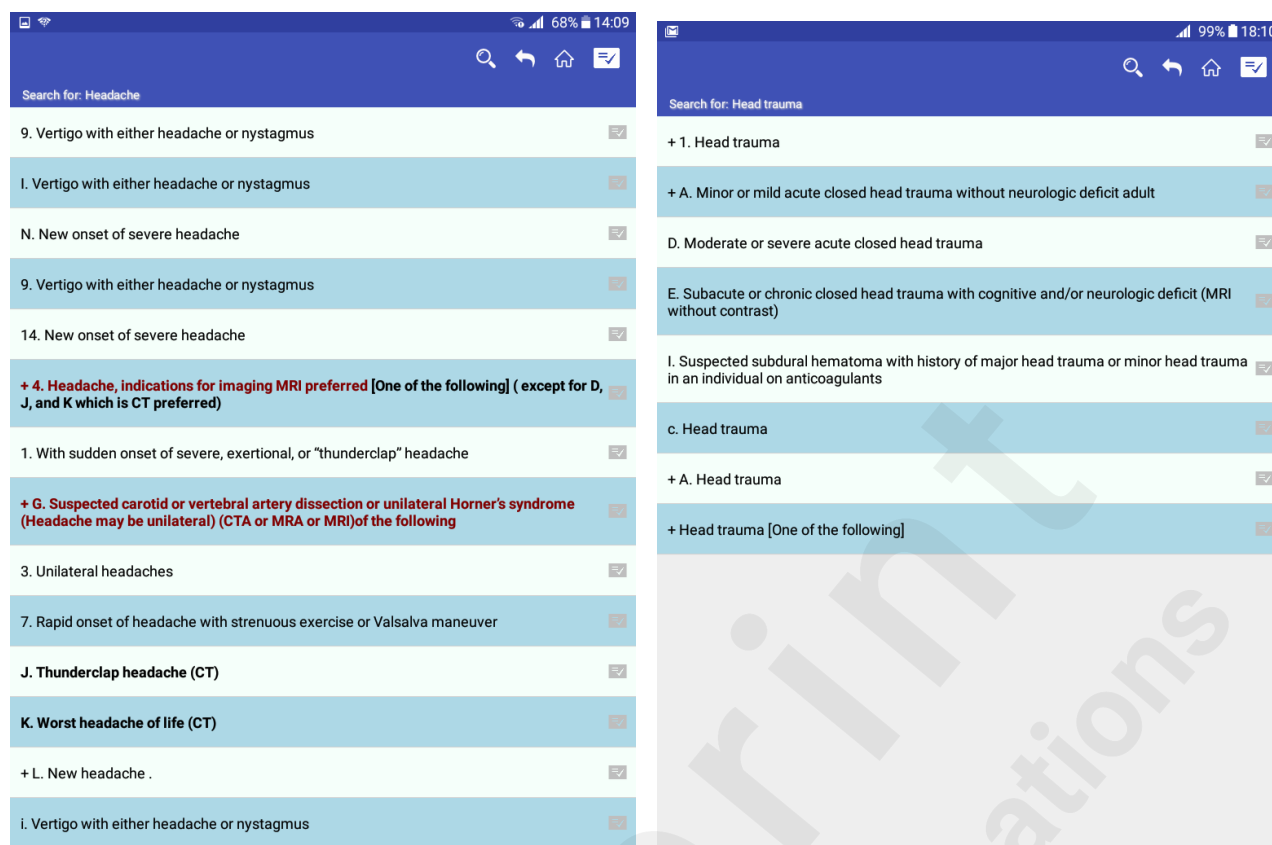 68% 14:09
Search for: Headache
9. Vertigo with either headache or nystagmus
I. Vertigo with either headache or nystagmus
N. New onset of severe headache
9. Vertigo with either headache or nystagmus
14. New onset of severe headache
+ 4. Headache, indications for imaging MRI preferred [One of the following] ( except for D,
J, and K which is CT preferred)
1. With sudden onset of severe, exertional, or “thunderclap” headache
+ G. Suspected carotid or vertebral artery dissection or unilateral Horner's syndrome
(Headache may be unilateral) (CTA or MRA or MRI)of the following
3. Unilateral headaches
7. Rapid onset of headache with strenuous exercise or Valsalva maneuver
J. Thunderclap headache (CT)
K. Worst headache of life (CT)
+ L. New headache .
i. Vertigo with either headache or nystagmus
99% 18:10
Search for: Head trauma
+ 1. Head trauma
+ A. Minor or mild acute closed head trauma without neurologic deficit adult
D. Moderate or severe acute closed head trauma
E. Subacute or chronic closed head trauma with cognitive and/or neurologic deficit (MRI
without contrast)
I. Suspected subdural hematoma with history of major head trauma or minor head trauma
in an individual on anticoagulants
c. Head trauma
+ A. Head trauma
+ Head trauma [One of the following]
rint
ations